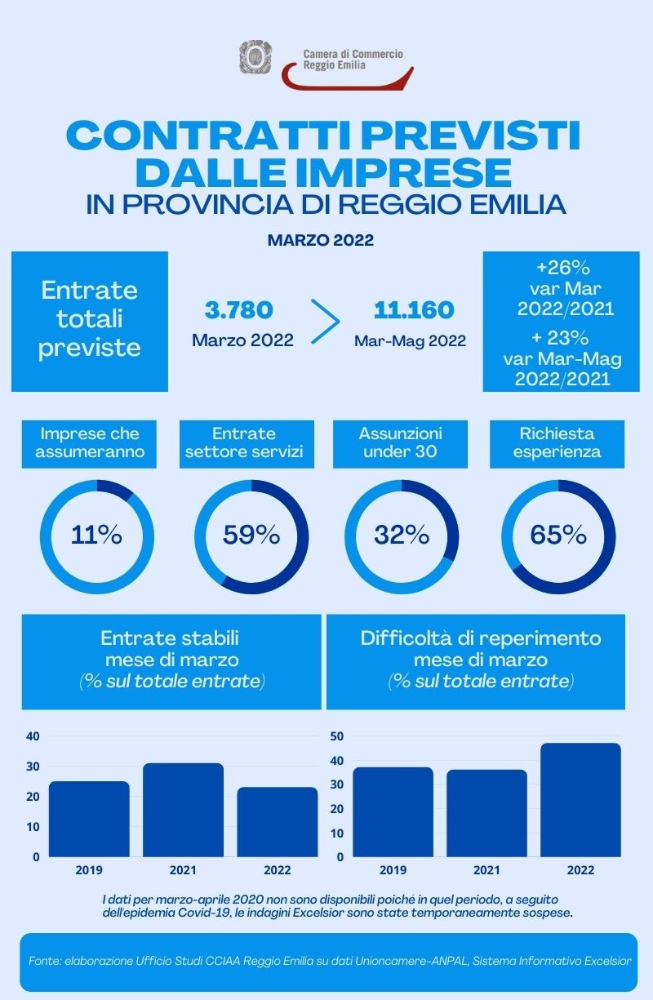 Camera di Commercio
Reggio Emilia
CONTRATTI PREVISTI
DALLE IMPRESE
IN PROVINCIA DI REGGIO EMILIA
MARZO 2022
Entrate
totali
previste
3.780
Marzo 2022
11.160
Mar-Mag 2022
+26%
var Mar
2022/2021
+ 23%
var Mar-Mag
2022/2021
Imprese che
assumeranno
11%
Entrate
settore servizi
59%
Assunzioni
under 30
32%
Richiesta
esperienza
65%
Entrate stabili
mese di marzo
(% sul totale entrate)
40
30
20
10
0
2019
2021
2022
Difficoltà di reperimento
mese di marzo
(% sul totale entrate)
50
40
30
20
10
0
2019
2021
2022
I dati per marzo-aprile 2020 non sono disponibili poiché in quel periodo, a seguito
dell'epidemia Covid-19, le indagini Excelsior sono state temporaneamente sospese.
Fonte: elaborazione Ufficio Studi CCIAA Reggio Emilia su dati Unioncamere-ANPAL, Sistema Informativo Excelsior